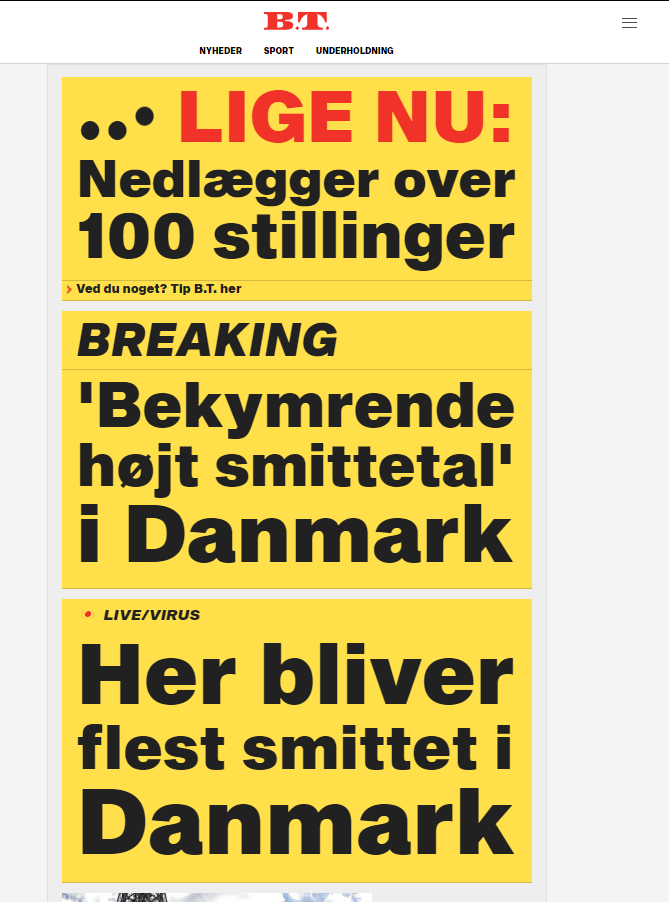 B.T.
NYHEDER SPORT UNDERHOLDNING
LIGE NU:
Nedlægger over
100 stillinger
Ved du noget? Tip B.T. her
BREAKING
'Bekymrende
højt smittetal'
i Danmark
LIVE/VIRUS
Her bliver
flest smittet i
Danmark